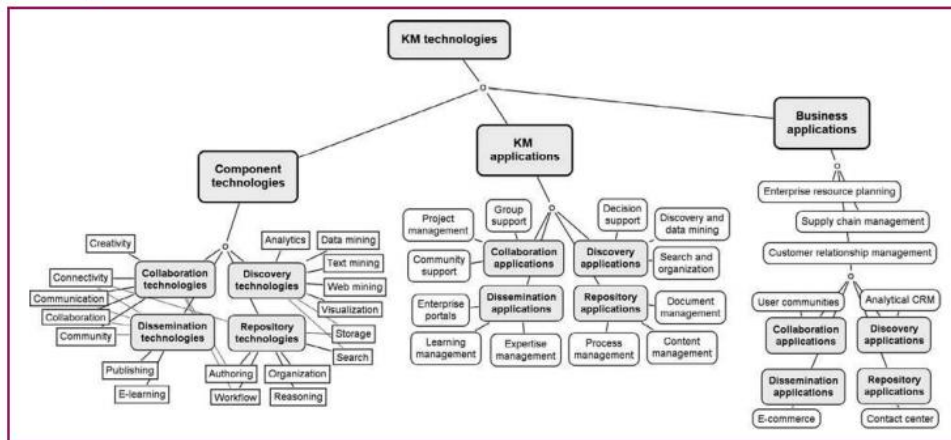 KM technologies
Business
applications
KM
applications
Component
technologies
Enterprise resource planning
Supply chain management
Customer relationship management
Creativity
Connectivity
Communication
Collaboration
Community
Collaboration
technologies
Discovery
technologies
Dissemination
technologies
Repository
technologies
Analytics
Data mining
Text mining
Web mining
Visualization
Storage
Search
Publishing
E-learning
Authoring
Workflow
Organization
Reasoning
Project
management
Group
support
Decision
support
Discovery and
data mining
Community
support
Collaboration
applications
Discovery
applications
Search and
organization
Enterprise
portals
Dissemination
applications
Repository
applications
Document
management
Learning
management
Expertise
management
Process
management
Content
management
User communities
Analytical CRM
Collaboration
applications
Discovery
applications
Dissemination
applications
Repository
applications
E-commerce
Contact center